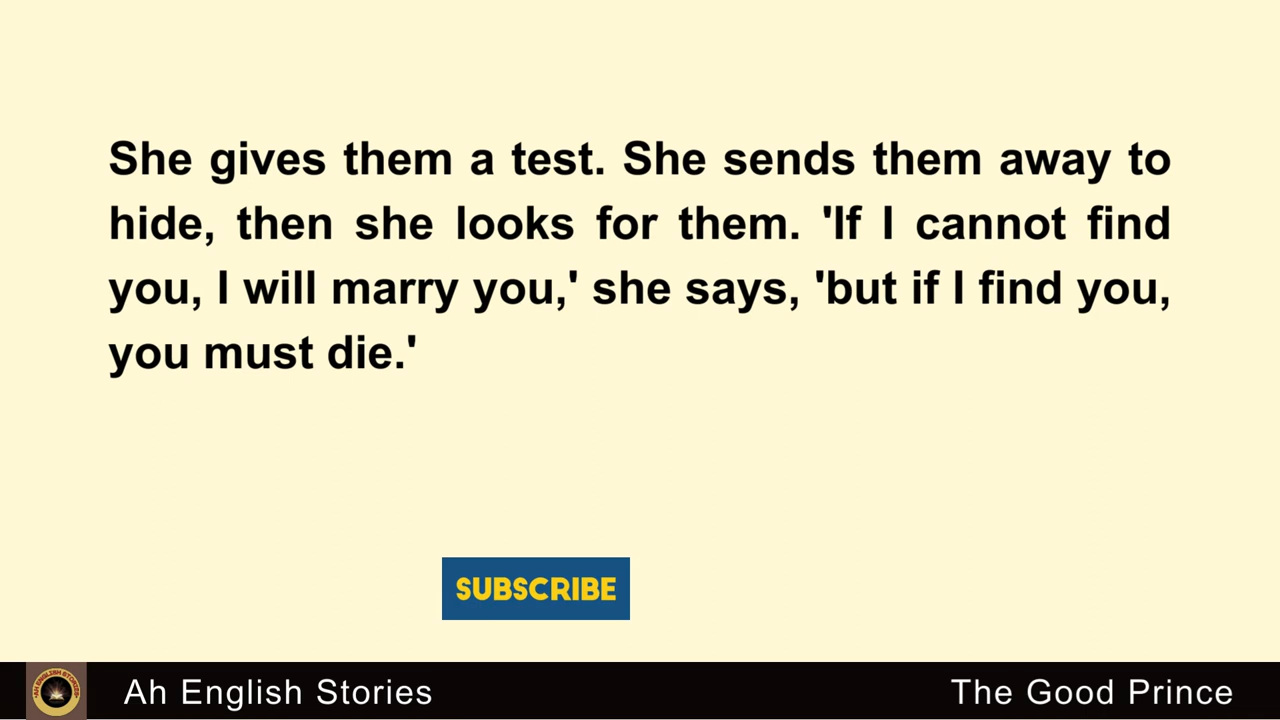 She gives them a test. She sends them away to
hide, then she looks for them. 'If I cannot find
you, I will marry you,' she says, 'but if I find you,
you must die.'
SUBSCRIBE
Ah English Stories
The Good Prince